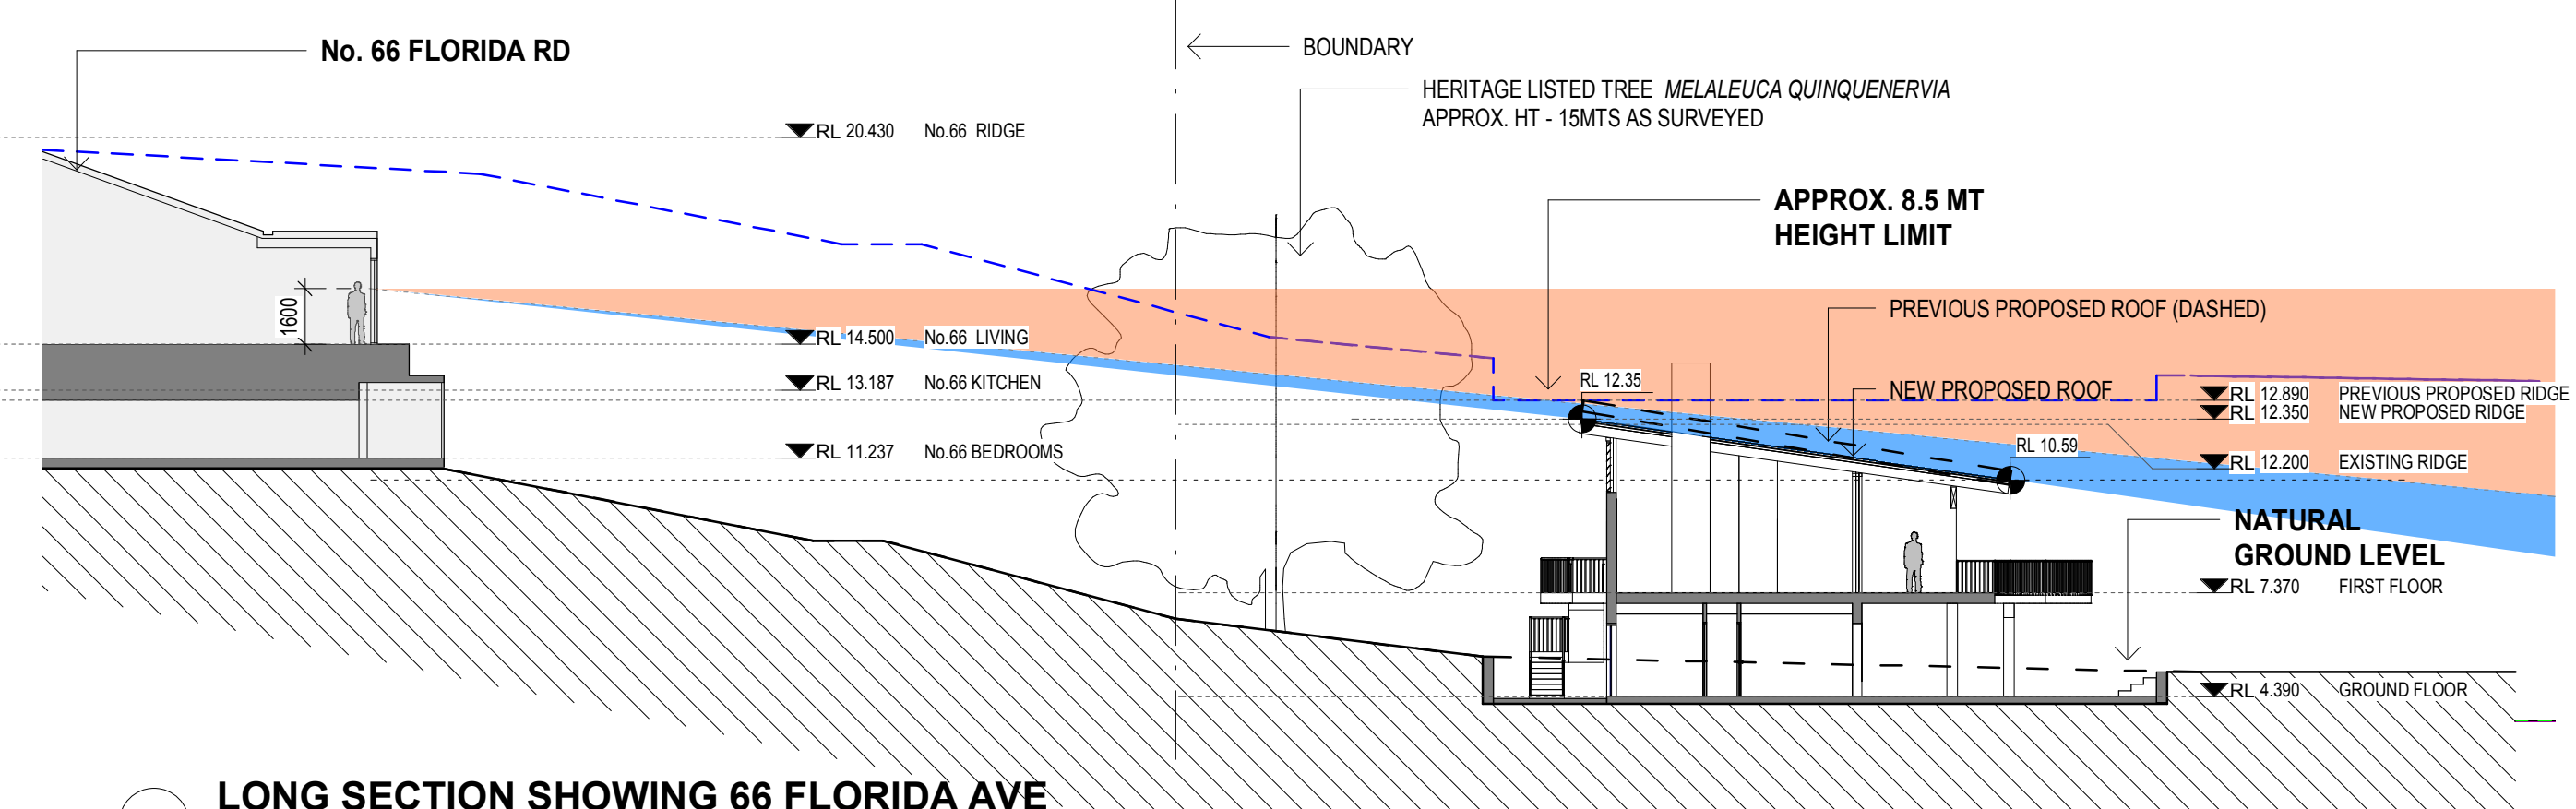 No. 66 FLORIDA RD
BOUNDARY
HERITAGE LISTED TREE MELALEUCA QUINQUENERVIA
APPROX. HT - 15MTS AS SURVEYED
RL 20.430 No.66 RIDGE
APPROX. 8.5 MT
HEIGHT LIMIT
1600
PREVIOUS PROPOSED ROOF (DASHED)
RL 14.500 No.66 LIVING
RL 13.187 No.66 KITCHEN
RL 12.35
NEW PROPOSED ROOF
RL 12.890 PREVIOUS PROPOSED RIDGE
RL 12.350 NEW PROPOSED RIDGE
RL 11.237 No.66 BEDROOMS
RL 10.59
RL 12.200 EXISTING RIDGE
NATURAL
GROUND LEVEL
RL 7.370 FIRST FLOOR
RL 4.390 GROUND FLOOR
LONG SECTION SHOWING 66 FLORIDA AVE